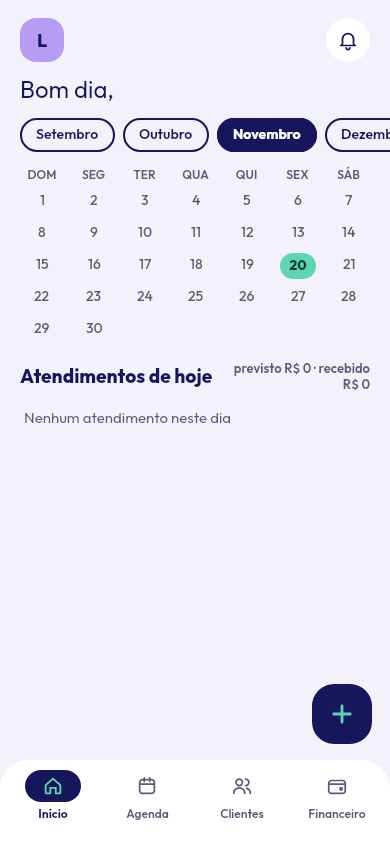 L
Bom dia,
Setembro Outubro Novembro Dezemb
DOM SEG TER QUA QUI SEX SÁB
1 2 3 4 5 6 7
8 9 10 11 12 13 14
15 16 17 18 19 20 21
22 23 24 25 26 27 28
29 30
Atendimentos de hoje
previsto R$ 0 · recebido
R$ 0
Nenhum atendimento neste dia
Início Agenda Clientes Financeiro